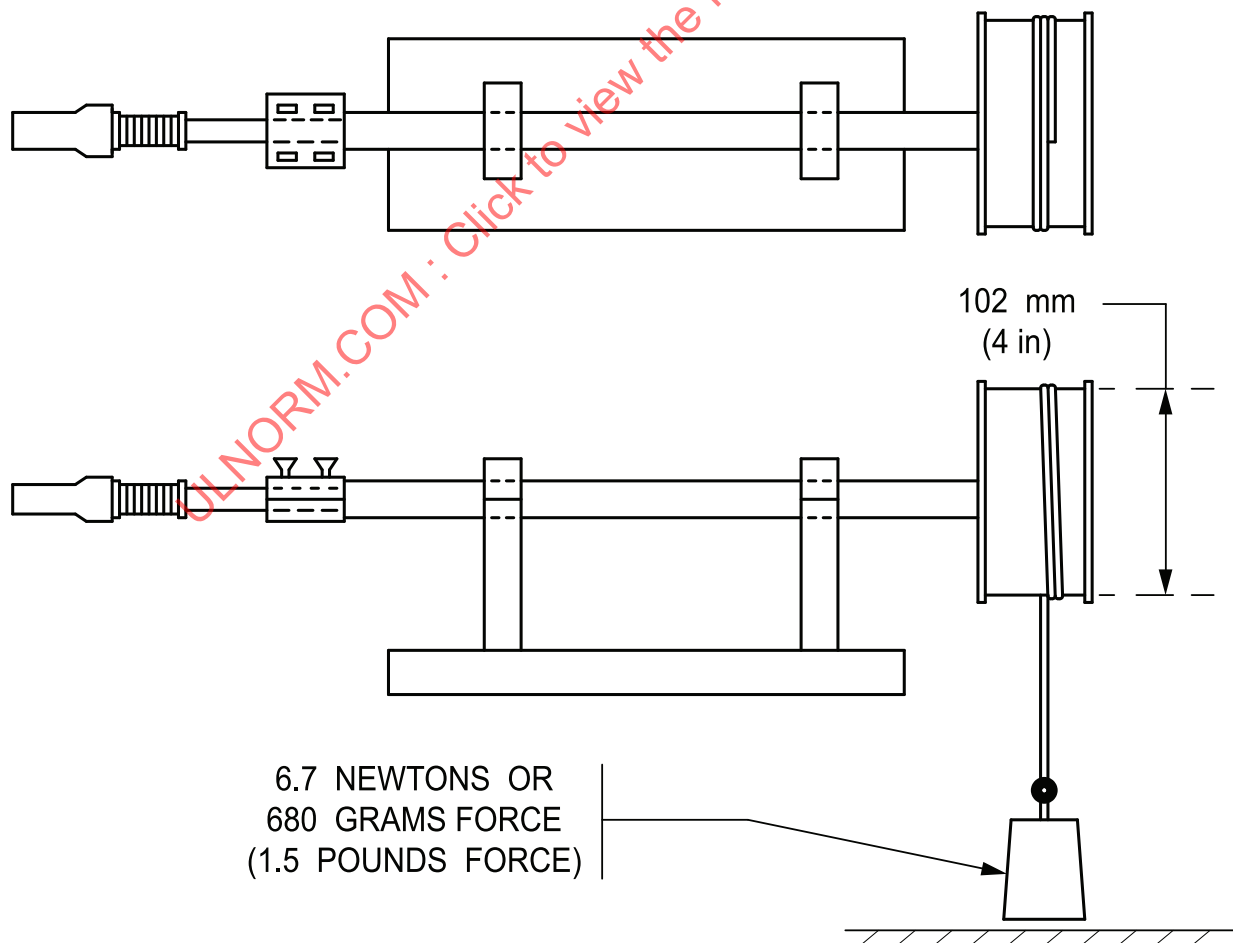 ULNORM.COM : Click to view the
102 mm
(4 in)
6.7 NEWTONS OR
680 GRAMS FORCE
(1.5 POUNDS FORCE)